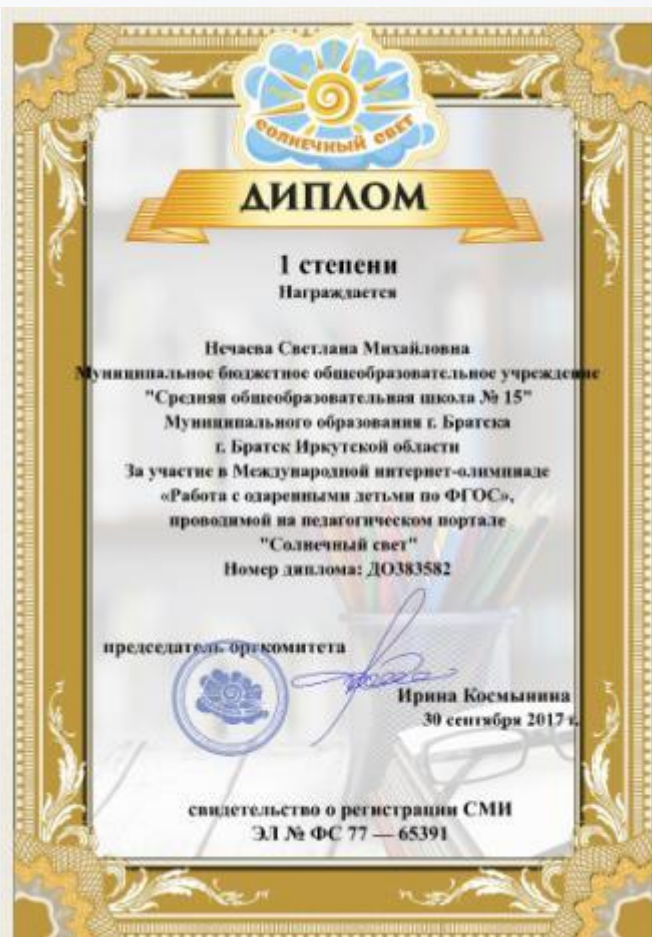 СОЛНЕЧНЫЙ СВЕТ
ДИПЛОМ
1 степени
Награждается
Нечаева Светлана Михайловна
Муниципальное бюджетное общеобразовательное учреждение
"Средняя общеобразовательная школа № 15"
Муниципального образования г. Братска
г. Братск Иркутской области
За участие в Международной интернет-олимпиаде
«Работа с одаренными детьми по ФГОС»,
проводимой на педагогическом портале
"Солнечный свет"
Номер диплома: ДО383582
председатель оргкомитета
Ирина Космынина
30 сентября 2017 г.
свидетельство о регистрации СМИ
ЭЛ № ФС 77 — 65391